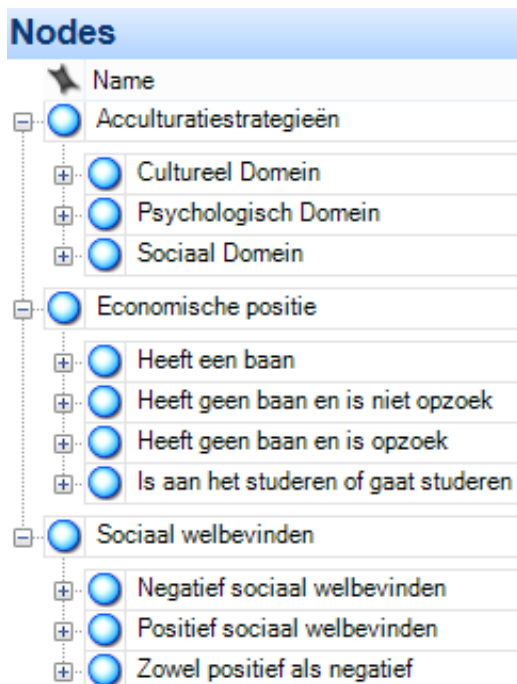 Nodes
Name
Acculturatiestrategieën
Cultureel Domein
Psychologisch Domein
Sociaal Domein
Economische positie
Heeft een baan
Heeft geen baan en is niet opzoek
Heeft geen baan en is opzoek
Is aan het studeren of gaat studeren
Sociaal welbevinden
Negatief sociaal welbevinden
Positief sociaal welbevinden
Zowel positief als negatief